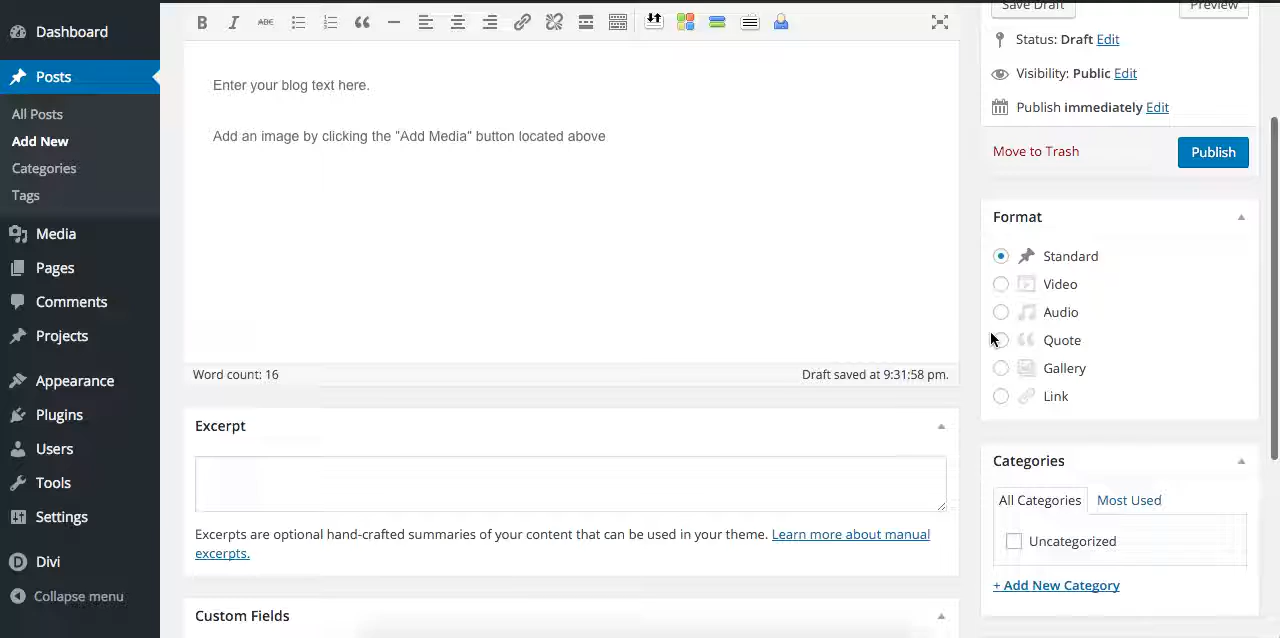 Dashboard
Posts
All Posts
Add New
Categories
Tags
Media
Pages
Comments
Projects
Appearance
Plugins
Users
Tools
Settings
Divi
Collapse menu
B I ABC
Enter your blog text here.
Add an image by clicking the "Add Media" button located above
Word count: 16
Draft saved at 9:31:58 pm.
Excerpt
Excerpts are optional hand-crafted summaries of your content that can be used in your theme. Learn more about manual
excerpts.
Custom Fields
Save Draft
Preview
Status: Draft Edit
Visibility: Public Edit
Publish immediately Edit
Move to Trash
Publish
Format
Standard
Video
Audio
Quote
Gallery
Link
Categories
All Categories
Most Used
Uncategorized
+ Add New Category